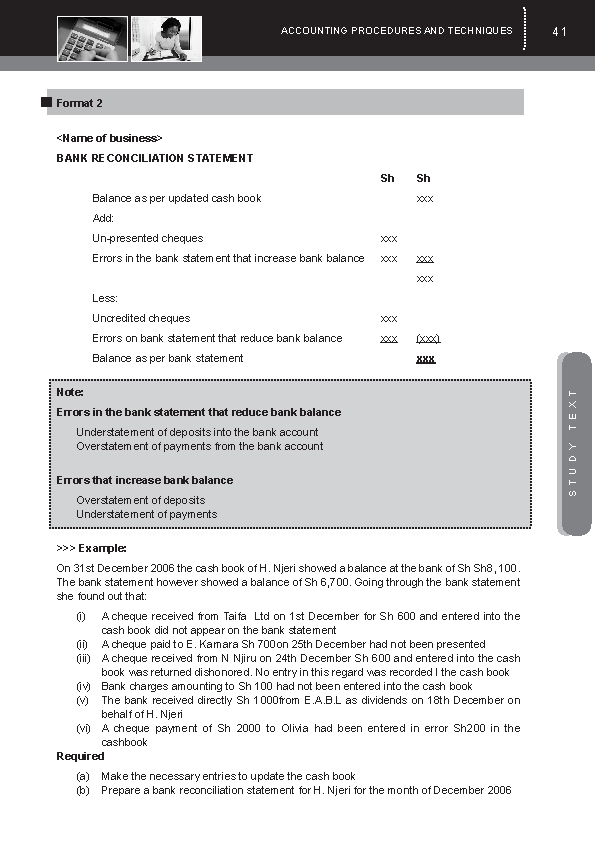 ACCOUNTING PROCEDURES AND TECHNIQUES 41
Format 2
<Name of business>
BANK RECONCILIATION STATEMENT
Sh Sh
Balance as per updated cash book xxx
Add:
Un-presented cheques xxx
Errors in the bank statement that increase bank balance xxx xxx
xxx
Less:
Uncredited cheques xxx
Errors on bank statement that reduce bank balance xxx (xxx)
Balance as per bank statement xxx
Note:
Errors in the bank statement that reduce bank balance
Understatement of deposits into the bank account
Overstatement of payments from the bank account
Errors that increase bank balance
Overstatement of deposits
Understatement of payments
STUDY TEXT
>>> Example:
On 31st December 2006 the cash book of H. Njeri showed a balance at the bank of Sh Sh8,100.
The bank statement however showed a balance of Sh 6,700. Going through the bank statement
she found out that:
(i) A cheque received from Taifa Ltd on 1st December for Sh 600 and entered into the
cash book did not appear on the bank statement
(ii) A cheque paid to E. Kamara Sh 700on 25th December had not been presented
(iii) A cheque received from N Njiru on 24th December Sh 600 and entered into the cash
book was returned dishonored. No entry in this regard was recorded I the cash book
(iv) Bank charges amounting to Sh 100 had not been entered into the cash book
(v) The bank received directly Sh 1000from E.A.B.L as dividends on 18th December on
behalf of H. Njeri
(vi) A cheque payment of Sh 2000 to Olivia had been entered in error Sh200 in the
cashbook
Required
(a) Make the necessary entries to update the cash book
(b) Prepare a bank reconciliation statement for H. Njeri for the month of December 2006